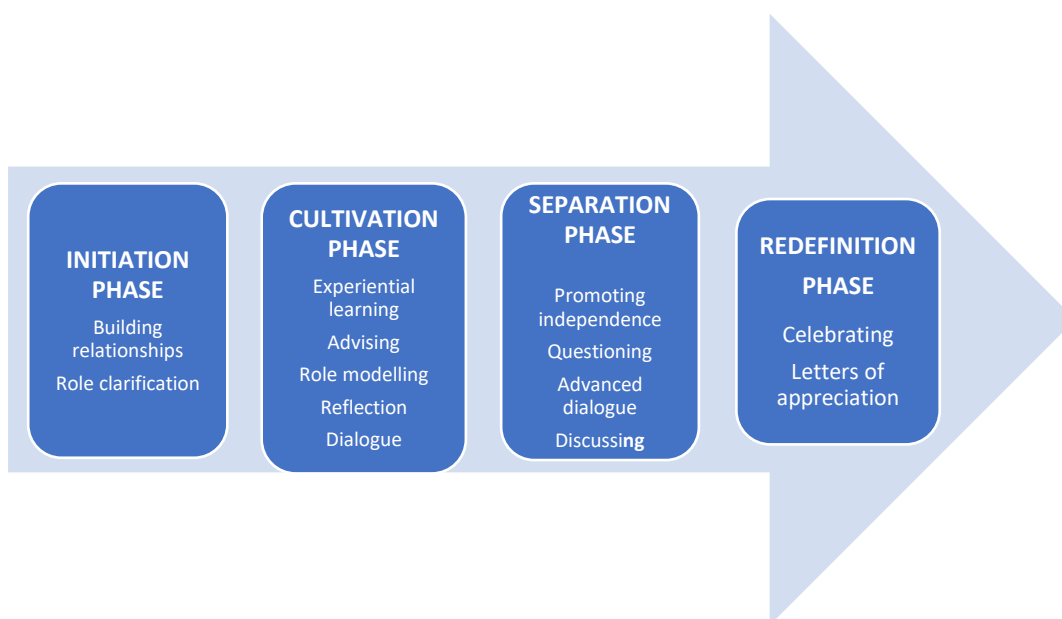 INITIATION
PHASE
Building
relationships
Role clarification
CULTIVATION
PHASE
Experiential
learning
Advising
Role modelling
Reflection
Dialogue
SEPARATION
PHASE
Promoting
independence
Questioning
Advanced
dialogue
Discussing
REDEFINITION
PHASE
Celebrating
Letters of
appreciation